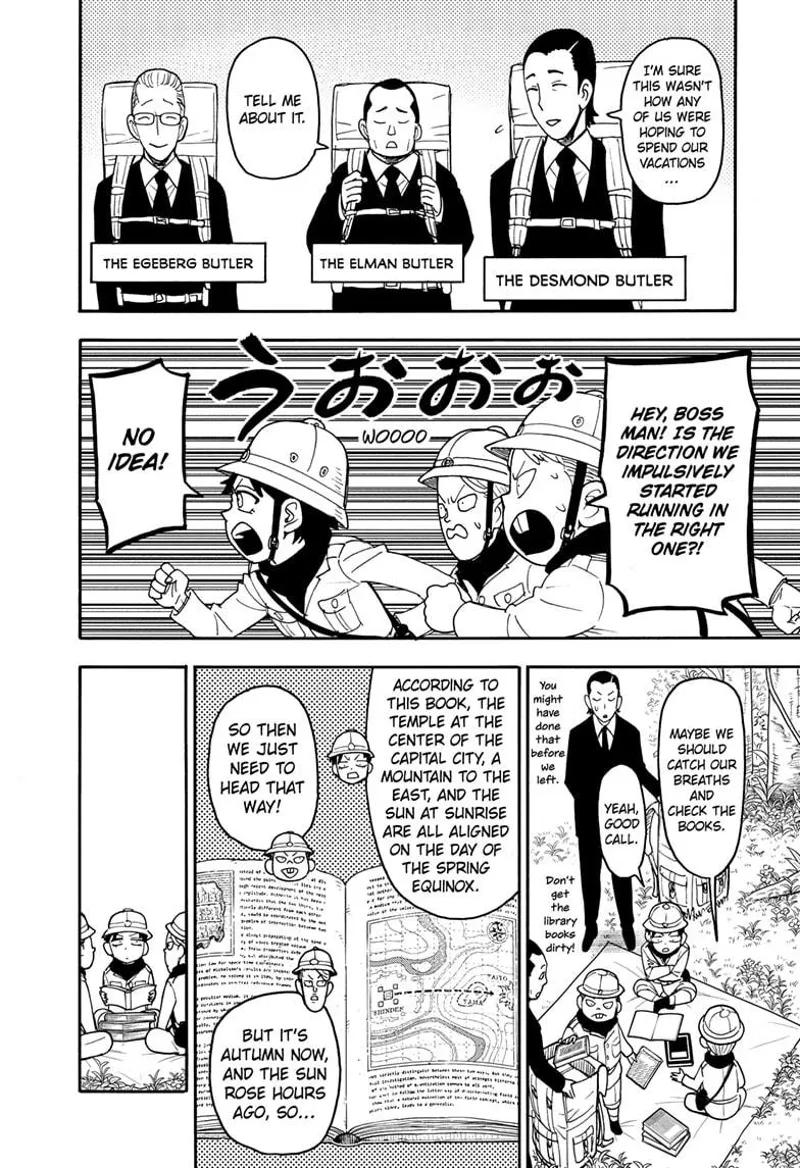 I'M SURE
THIS WASN'T
HOW ANY
OF US WERE
HOPING TO
SPEND OUR
VACATIONS
...
TELL ME
ABOUT IT.
THE DESMOND BUTLER
THE ELMAN BUTLER
THE EGEBERG BUTLER
HEY, BOSS
MAN! IS THE
DIRECTION WE
IMPULSIVELY
STARTED
RUNNING IN
THE RIGHT
ONE?!
うおおお
WOOOO
NO
IDEA!
MAYBE WE
SHOULD
CATCH OUR
BREATHS
AND
CHECK THE
BOOKS.
YEAH,
GOOD
CALL.
You
might
have
done
that
before
we
left.
Don't
get
the
library
books
dirty!
ACCORDING TO
THIS BOOK, THE
TEMPLE AT THE
CENTER OF THE
CAPITAL CITY, A
MOUNTAIN TO THE
EAST, AND THE
SUN AT SUNRISE
ARE ALL ALIGNED
ON THE DAY OF
THE SPRING
EQUINOX.
SO THEN
WE JUST
NEED TO
HEAD THAT
WAY!
SHINDEN
YAMA
TAIYO
BUT IT'S
AUTUMN NOW,
AND THE SUN
ROSE HOURS
AGO, SO...